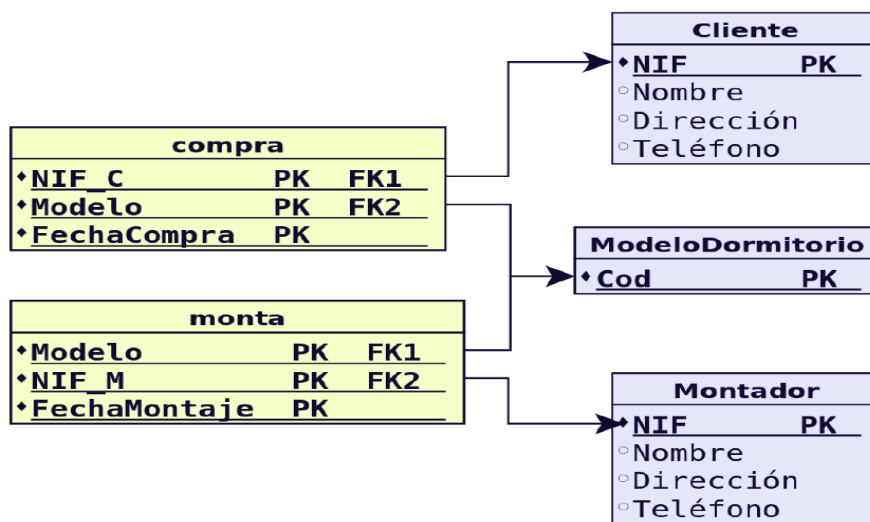 compra
NIF_C PK FK1
Modelo PK FK2
FechaCompra PK
monta
Modelo PK FK1
NIF_M PK FK2
FechaMontaje PK
Cliente
NIF PK
Nombre
Dirección
Teléfono
ModeloDormitorio
Cod PK
Montador
NIF PK
Nombre
Dirección
Teléfono